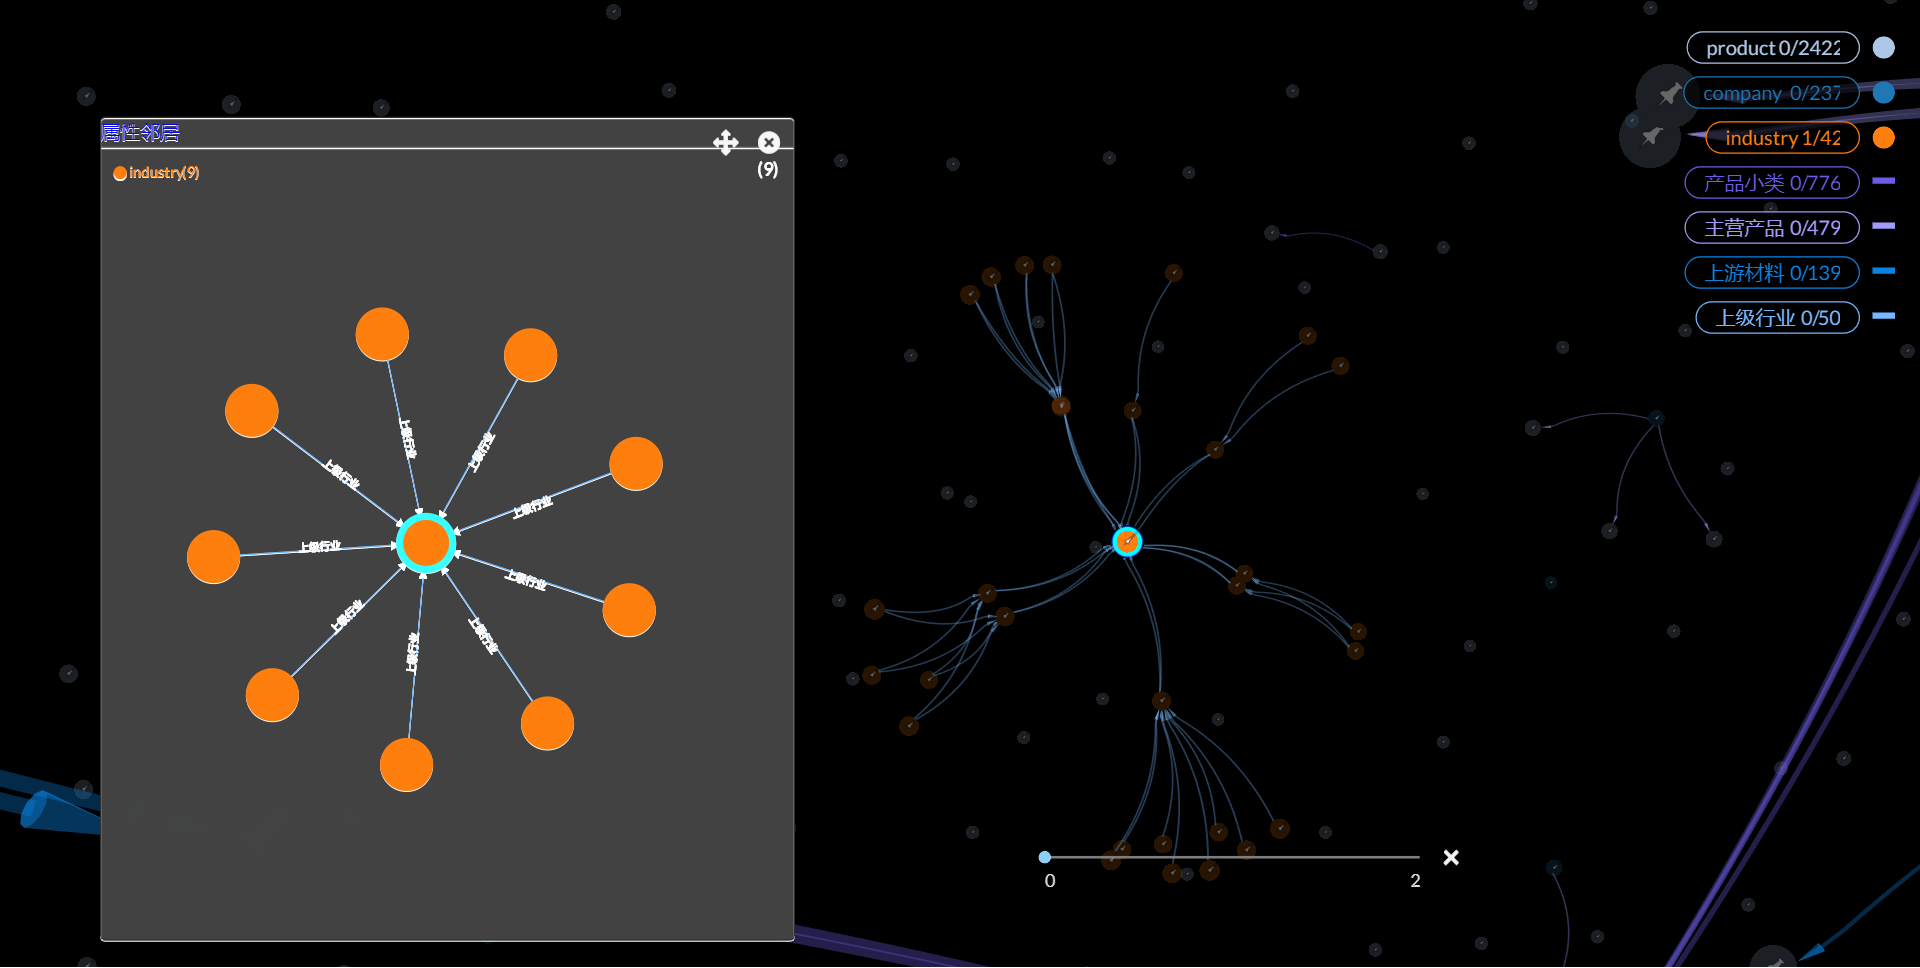 属性邻居
(9)
industry(9)
上级行业
上级行业
上级行业
上级行业
上级行业
上级行业
上级行业
上级行业
上级行业
product 0/2422
company 0/237
industry 1/42
产品小类 0/776
主营产品 0/479
上游材料 0/139
上级行业 0/50
0
2